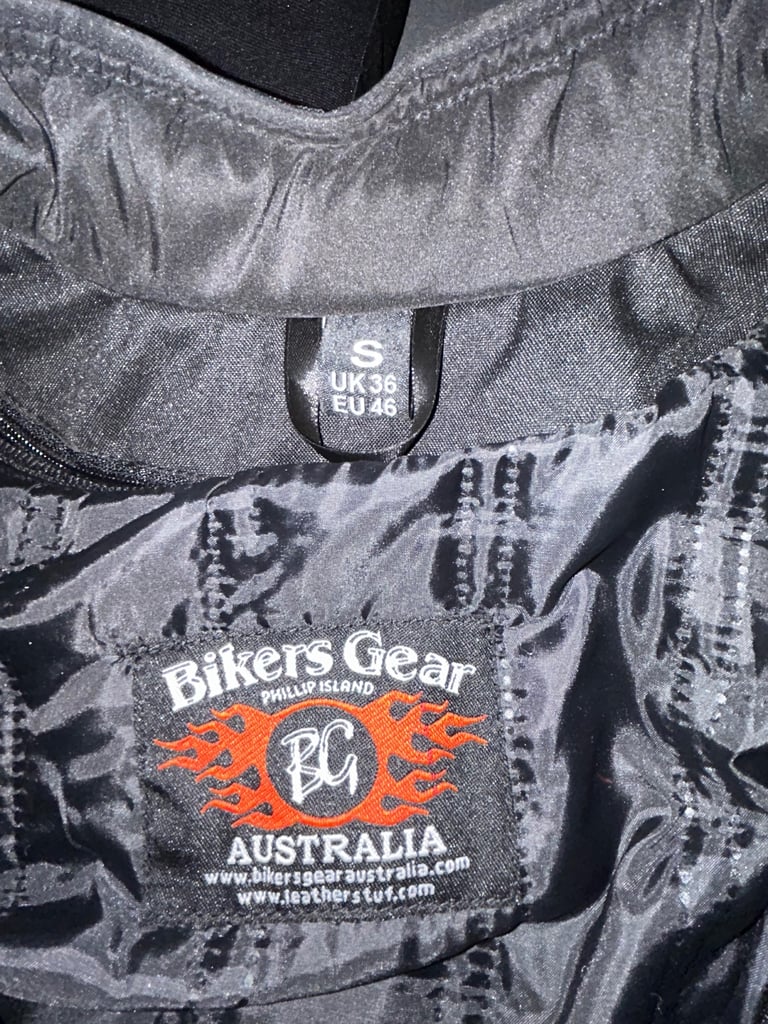 S
UK 36
EU 46
Bikers Gear
PHILLIP ISLAND
BG
AUSTRALIA
www.bikersgearaustralia.com
www.leatherstuf.com